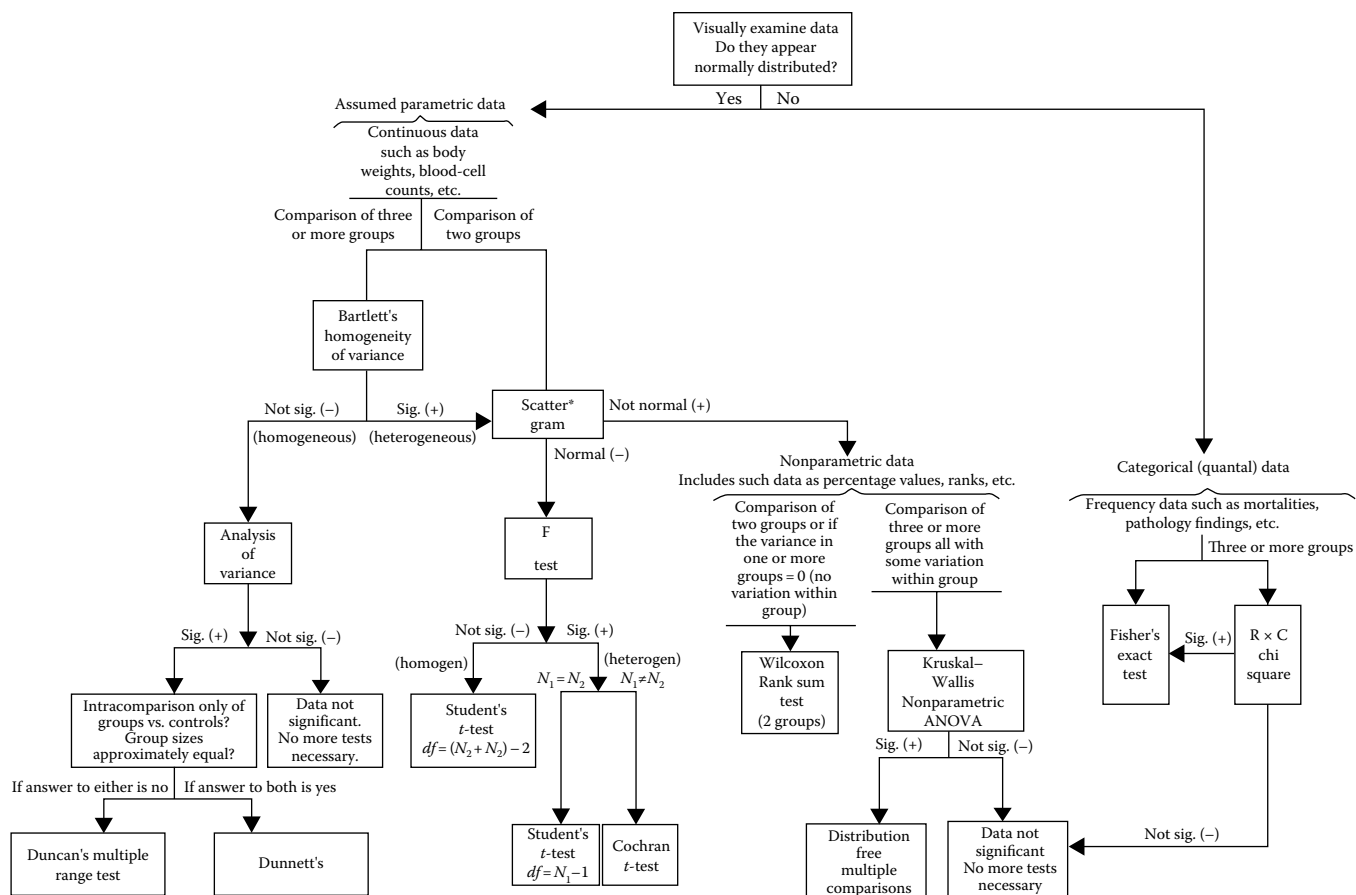 Visually examine data
Do they appear
normally distributed?
Yes
No
Assumed parametric data
Continuous data
such as body
weights, blood-cell
counts, etc.
Comparison of three
or more groups
Comparison of
two groups
Bartlett's
homogeneity
of variance
Not sig. (–)
(homogeneous)
Sig. (+)
(heterogeneous)
Scatter*
gram
Not normal (+)
Normal (–)
Nonparametric data
Includes such data as percentage values, ranks, etc.
Categorical (quantal) data
Frequency data such as mortalities,
pathology findings, etc.
Three or more groups
Comparison of
two groups or if
the variance in
one or more
groups = 0 (no
variation within
group)
Comparison of
three or more
groups all with
some variation
within group
Analysis
of
variance
F
test
Sig. (+)
Not sig. (–)
Not sig. (–)
(homogen)
Sig. (+)
(heterogen)
N₁ = N₂
N₁≠N₂
Fisher's
exact
test
Sig. (+)
R × C
chi
square
Wilcoxon
Rank sum
test
(2 groups)
Kruskal–
Wallis
Nonparametric
ANOVA
Intracomparison only of
groups vs. controls?
Group sizes
approximately equal?
Data not
significant.
No more tests
necessary.
Student's
t-test
df = (N₂ + N₂) – 2
Sig. (+)
Not sig. (–)
If answer to either is no
If answer to both is yes
Duncan's multiple
range test
Dunnett's
Student's
t-test
df = N₁–1
Cochran
t-test
Distribution
free
multiple
comparisons
Data not
significant
No more tests
necessary
Not sig. (–)